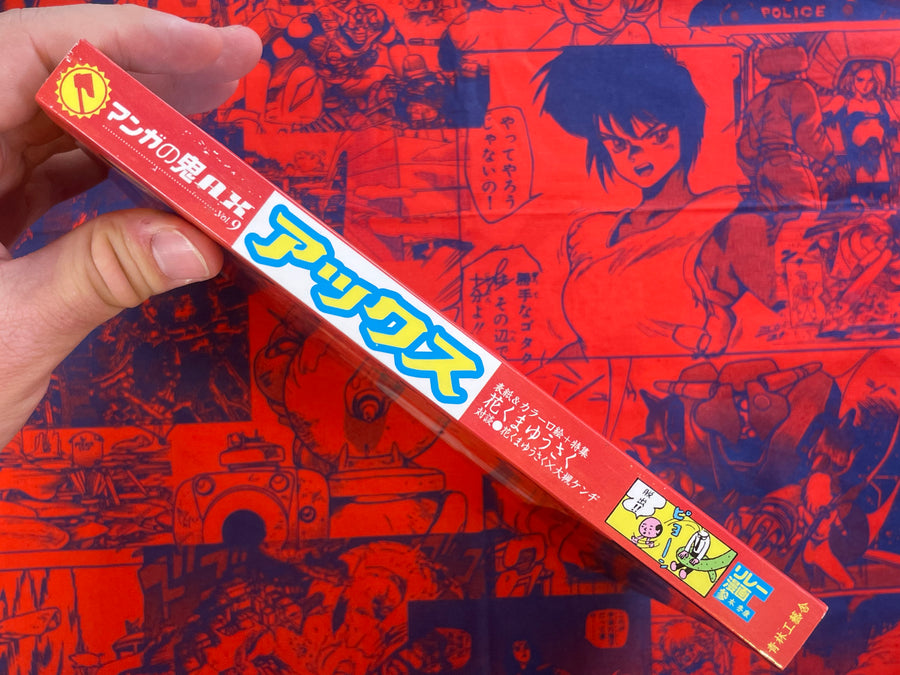 マンガの鬼AX
vol.9
アックス
表紙&カラー口絵+特集
花くまゆうさく
対談●花くまゆうさく×大槻ケンヂ
脱出!!
ピョーン
リレー
漫画
青林工藝舎
POLICE
やってやろう
じゃないの!
勝手なゴタク
はその辺で
十分よ!!